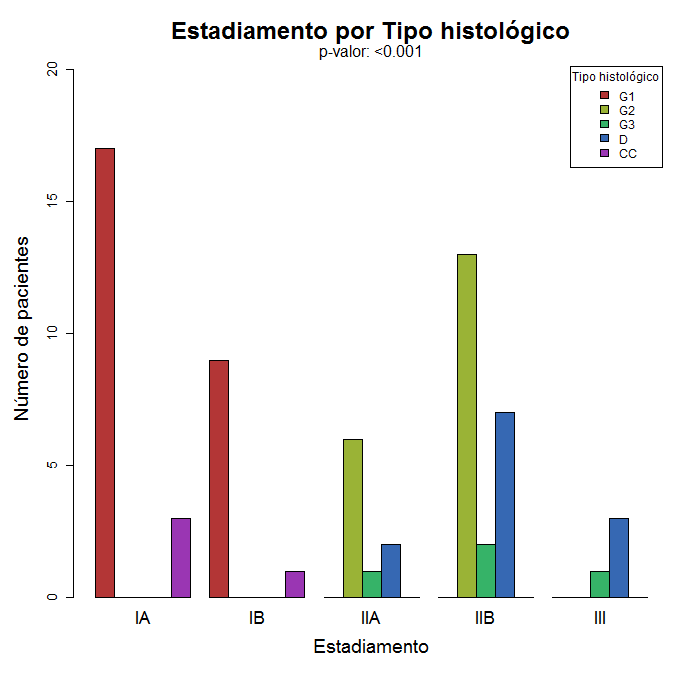 Estadiamento por Tipo histológico
p-valor: <0.001
Tipo histológico
G1
G2
G3
D
CC
Número de pacientes
20
15
10
5
0
IA
IB
IIA
IIB
III
Estadiamento